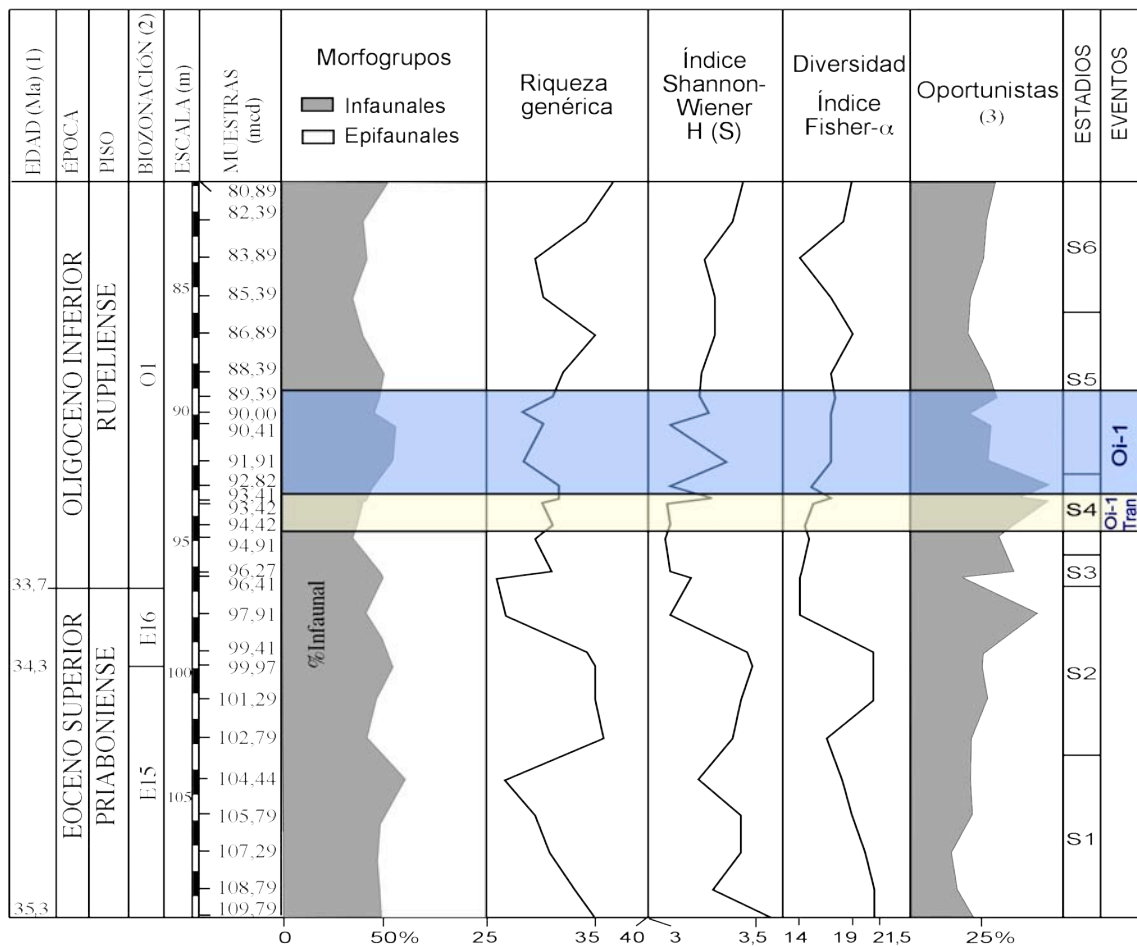 EDAD (Ma) (1)
ÉPOCA
PISO
BIOZONACIÓN (2)
ESCALA (m)
MUESTRAS
(mcd)
Morfogrupos
Infaunales
Epifaunales
Riqueza
genérica
Índice
Shannon-
Wiener
H (S)
Diversidad
Índice
Fisher-α
Oportunistas
(3)
ESTADIOS
EVENTOS
33,7
34,3
35,3
OLIGOCENO INFERIOR
EOCENO SUPERIOR
RUPELIENSE
PRIABONIENSE
O1
E16
E15
85
90
95
100
105
80,89
82,39
83,89
85,39
86,89
88,39
89,39
90,00
90,41
91,91
92,82
93,41
93,42
94,42
94,91
96,27
96,41
97,91
99,41
99,97
101,29
102,79
104,44
105,79
107,29
108,79
109,79
%Infaunal
S6
S5
S4
S3
S2
S1
Oi-1
Oi-1
Tran
0 50% 25 35 40 3 3,5 14 19 21,5 25%